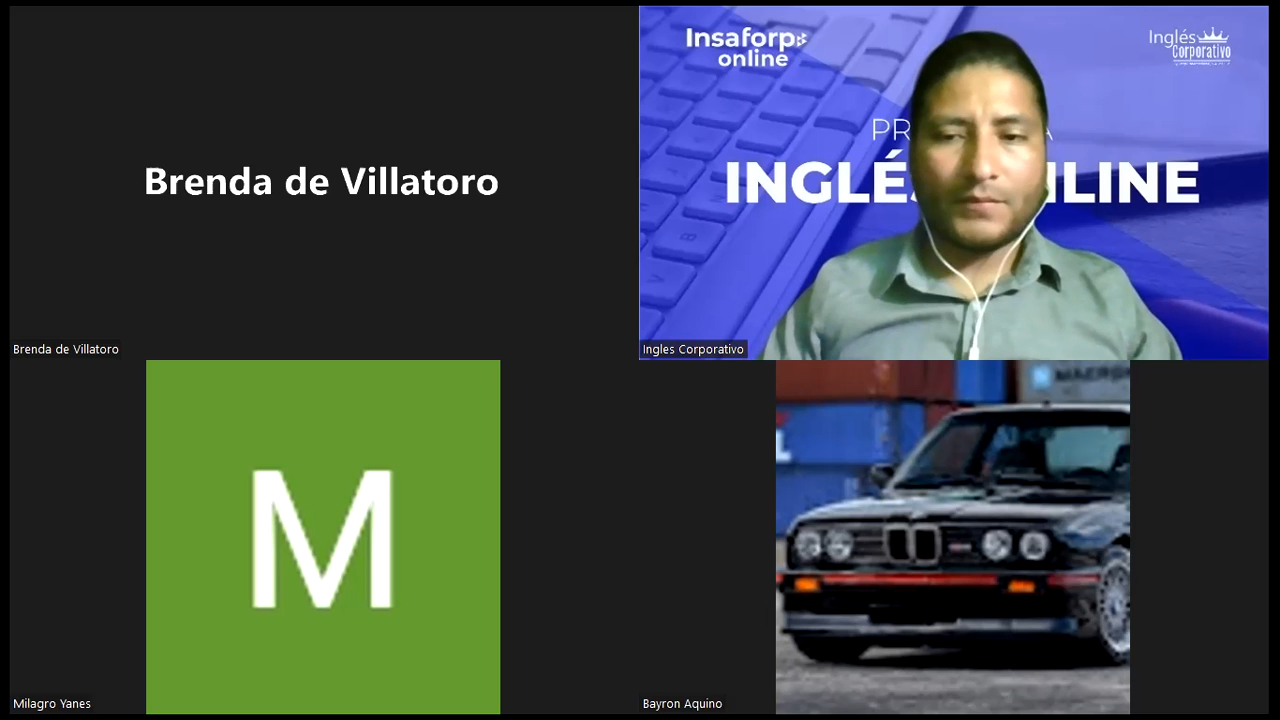 Brenda de Villatoro
Brenda de Villatoro
Insaforp
online
Inglés
Corporativo
PR
A
INGLÉS
NLINE
Ingles Corporativo
M
Milagro Yanes
MAERSK
Bayron Aquino